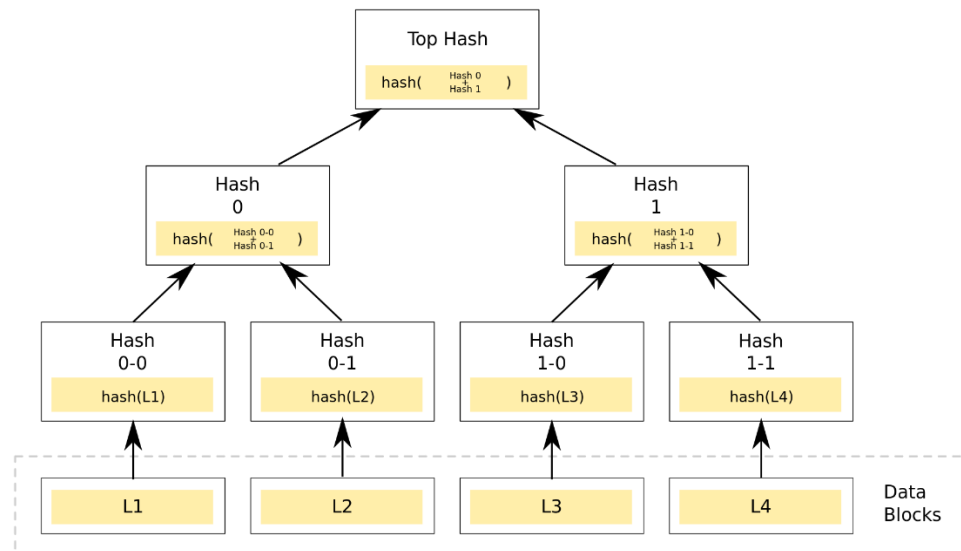 Top Hash
hash( Hash 0 + Hash 1 )
Hash
0
hash( Hash 0-0 + Hash 0-1 )
Hash
1
hash( Hash 1-0 + Hash 1-1 )
Hash
0-0
hash(L1)
Hash
0-1
hash(L2)
Hash
1-0
hash(L3)
Hash
1-1
hash(L4)
L1
L2
L3
L4
Data
Blocks